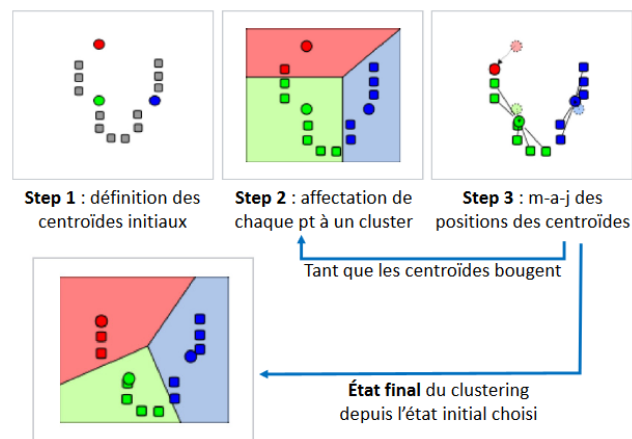 Step 1 : définition des
centroïdes initiaux
Step 2 : affectation de
chaque pt à un cluster
Step 3 : m-a-j des
positions des centroïdes
Tant que les centroïdes bougent
État final du clustering
depuis l'état initial choisi